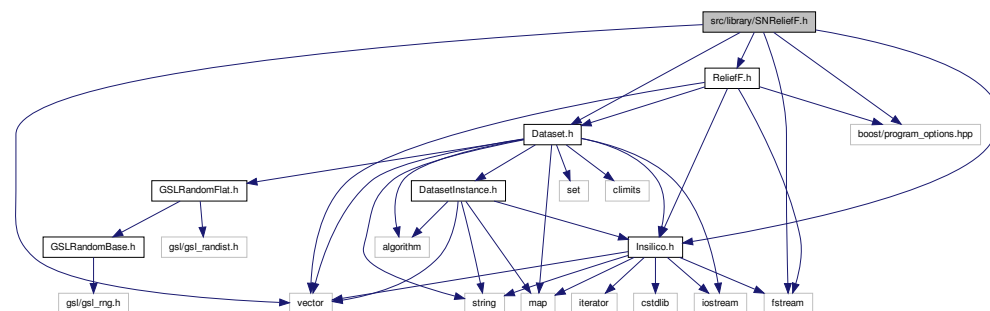 src/library/SNReliefF.h
ReliefF.h
Dataset.h
boost/program_options.hpp
GSLRandomFlat.h
DatasetInstance.h
set
climits
GSLRandomBase.h
gsl/gsl_randist.h
algorithm
Insilico.h
gsl/gsl_rng.h
vector
string
map
iterator
cstdlib
iostream
fstream